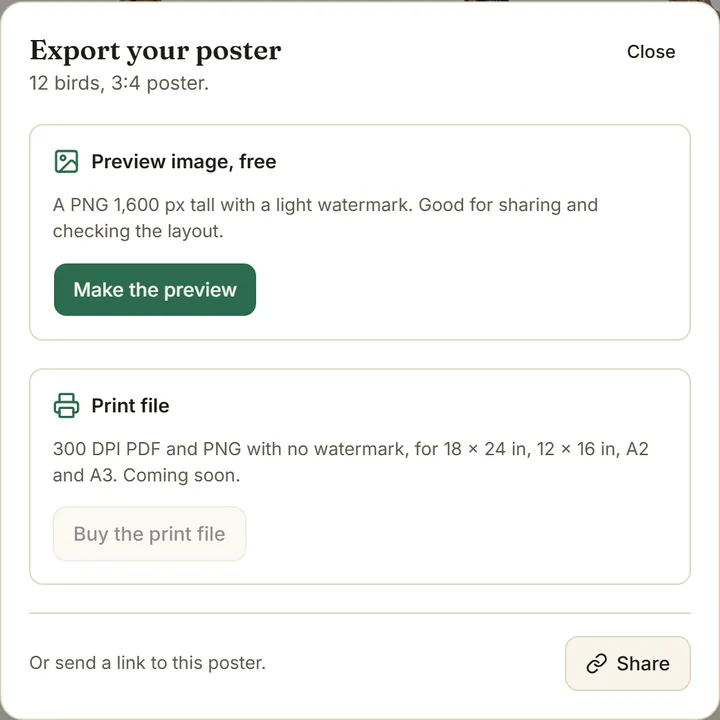 Export your poster
Close
12 birds, 3:4 poster.
Preview image, free
A PNG 1,600 px tall with a light watermark. Good for sharing and
checking the layout.
Make the preview
Print file
300 DPI PDF and PNG with no watermark, for 18 × 24 in, 12 × 16 in, A2
and A3. Coming soon.
Buy the print file
Or send a link to this poster.
Share